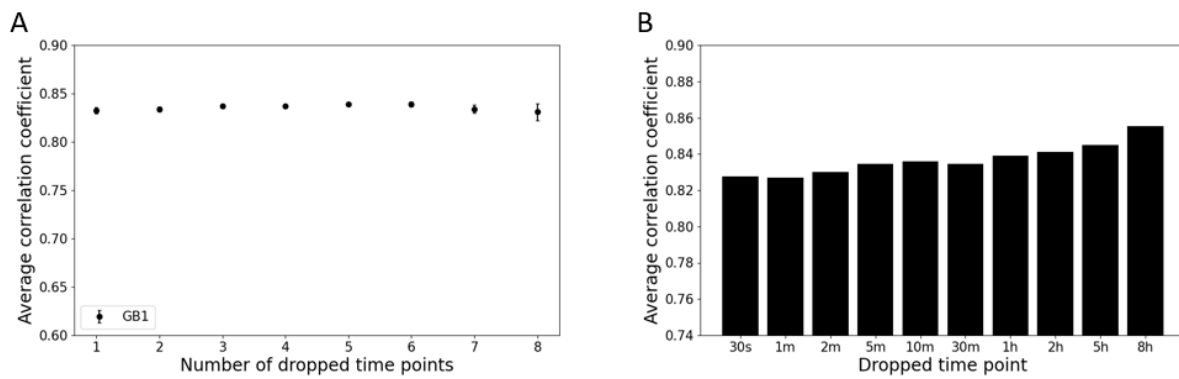 A
Average correlation coefficient
0.90
0.85
0.80
0.75
0.70
0.65
0.60
GB1
1 2 3 4 5 6 7 8
Number of dropped time points
B
Average correlation coefficient
0.90
0.88
0.86
0.84
0.82
0.80
0.78
0.76
0.74
30s 1m 2m 5m 10m 30m 1h 2h 5h 8h
Dropped time point